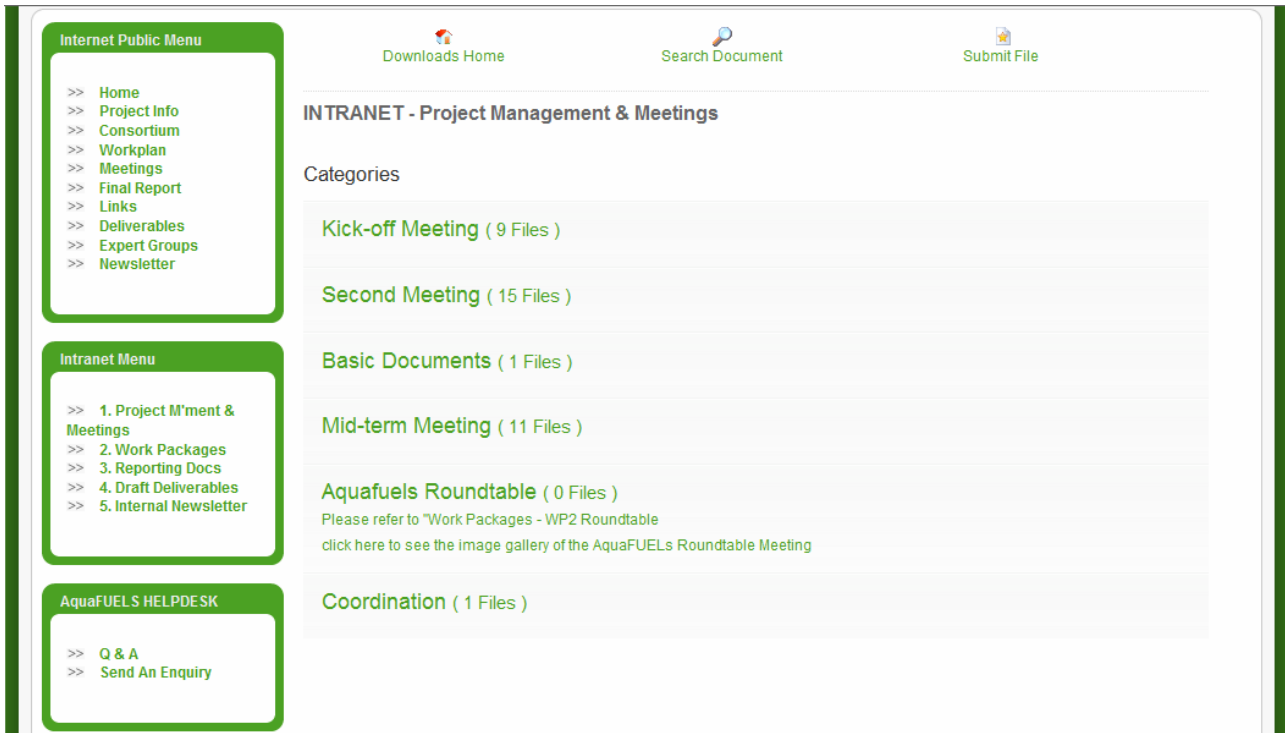 Internet Public Menu
>> Home
>> Project Info
>> Consortium
>> Workplan
>> Meetings
>> Final Report
>> Links
>> Deliverables
>> Expert Groups
>> Newsletter
Intranet Menu
>> 1. Project M'ment &
Meetings
>> 2. Work Packages
>> 3. Reporting Docs
>> 4. Draft Deliverables
>> 5. Internal Newsletter
AquaFUELS HELPDESK
>> Q & A
>> Send An Enquiry
Downloads Home
Search Document
Submit File
INTRANET - Project Management & Meetings
Categories
Kick-off Meeting ( 9 Files )
Second Meeting ( 15 Files )
Basic Documents ( 1 Files )
Mid-term Meeting ( 11 Files )
Aquafuels Roundtable ( 0 Files )
Please refer to "Work Packages - WP2 Roundtable
click here to see the image gallery of the AquaFUELs Roundtable Meeting
Coordination ( 1 Files )